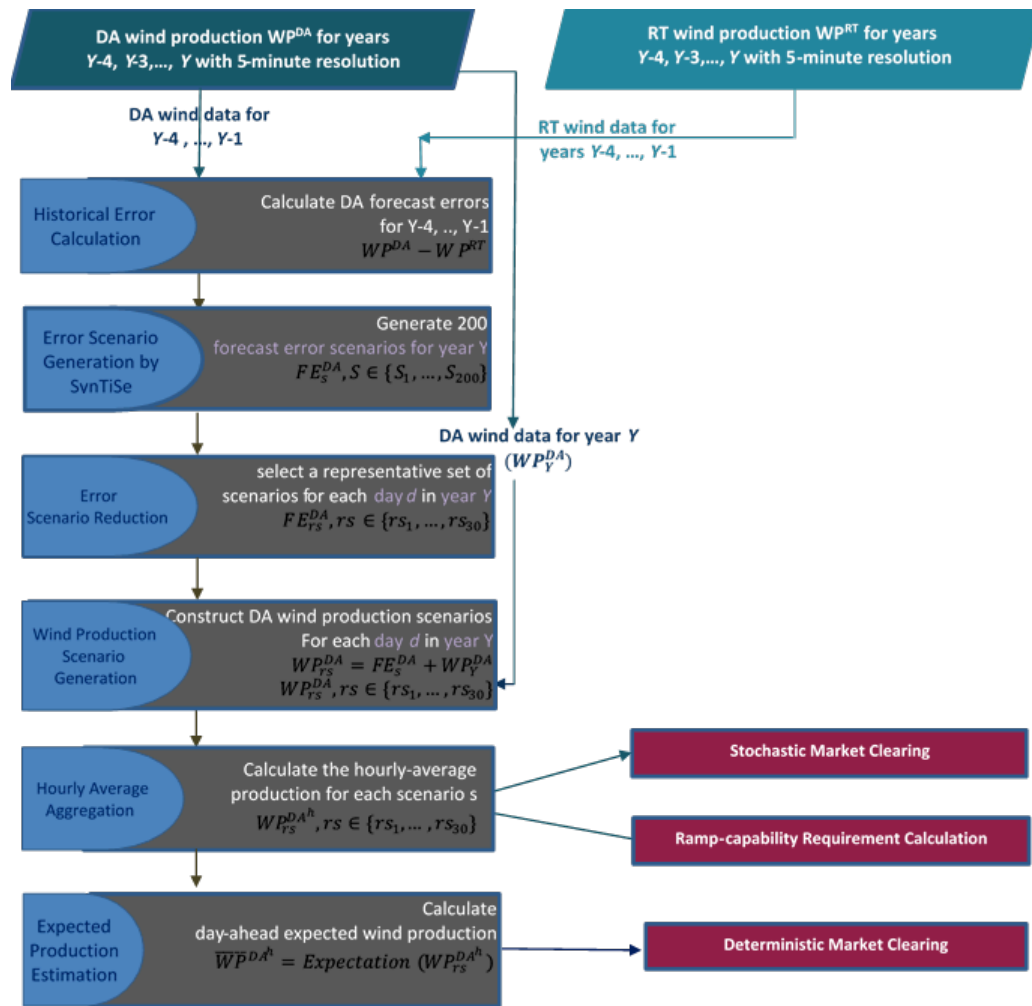 DA wind production WP^DA for years
Y-4, Y-3,..., Y with 5-minute resolution
RT wind production WP^RT for years
Y-4, Y-3,..., Y with 5-minute resolution
DA wind data for
Y-4 , ..., Y-1
RT wind data for
years Y-4, ..., Y-1
Historical Error
Calculation
Calculate DA forecast errors
for Y-4, .., Y-1
WP^DA − WP^RT
Error Scenario
Generation by
SynTiSe
Generate 200
forecast error scenarios for year Y
FE_s^DA, S ∈ {S_1, ..., S_200}
DA wind data for year Y
(WP_Y^DA)
Error
Scenario Reduction
select a representative set of
scenarios for each day d in year Y
FE_rs^DA, rs ∈ {rs_1, ..., rs_30}
Wind Production
Scenario
Generation
Construct DA wind production scenarios
For each day d in year Y
WP_rs^DA = FE_s^DA + WP_Y^DA
WP_rs^DA, rs ∈ {rs_1, ..., rs_30}
Hourly Average
Aggregation
Calculate the hourly-average
production for each scenario s
WP_rs^DA^h, rs ∈ {rs_1, ..., rs_30}
Stochastic Market Clearing
Ramp-capability Requirement Calculation
Expected
Production
Estimation
Calculate
day-ahead expected wind production
W̅P̅^DA^h = Expectation (WP_rs^DA^h)
Deterministic Market Clearing